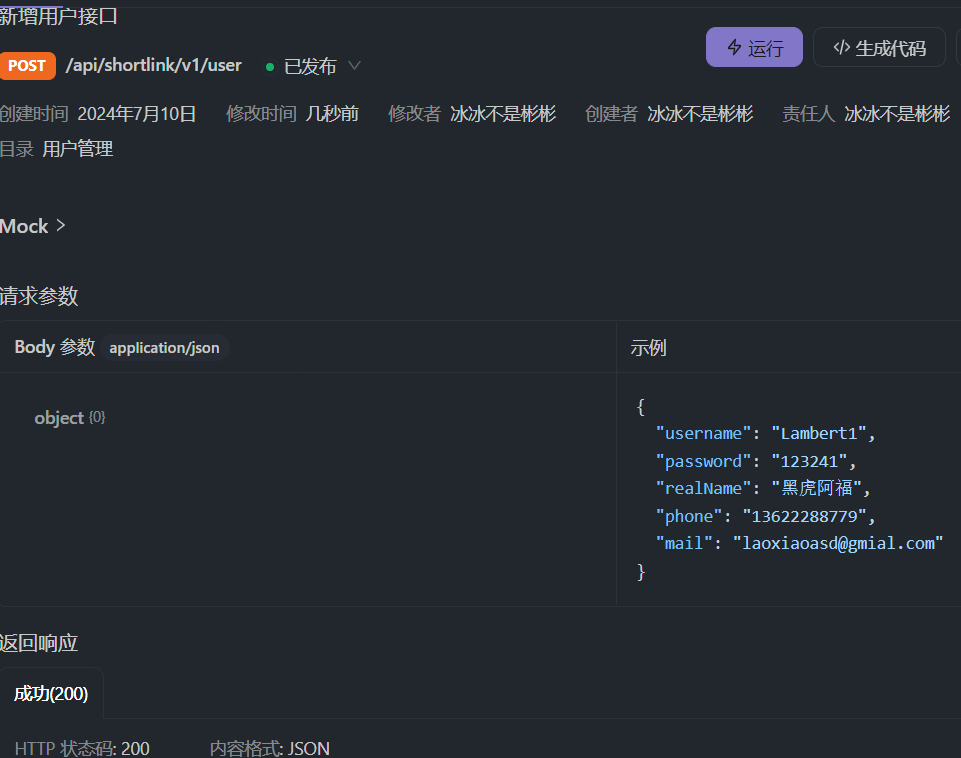 新增用户接口
POST /api/shortlink/v1/user 已发布
运行
生成代码
创建时间 2024年7月10日 修改时间 几秒前 修改者 冰冰不是彬彬 创建者 冰冰不是彬彬 责任人 冰冰不是彬彬
目录 用户管理
Mock
请求参数
Body 参数 application/json
object {0}
示例
{
"username": "Lambert1",
"password": "123241",
"realName": "黑虎阿福",
"phone": "13622288779",
"mail": "laoxiaoasd@gmial.com"
}
返回响应
成功(200)
HTTP 状态码: 200 内容格式: JSON